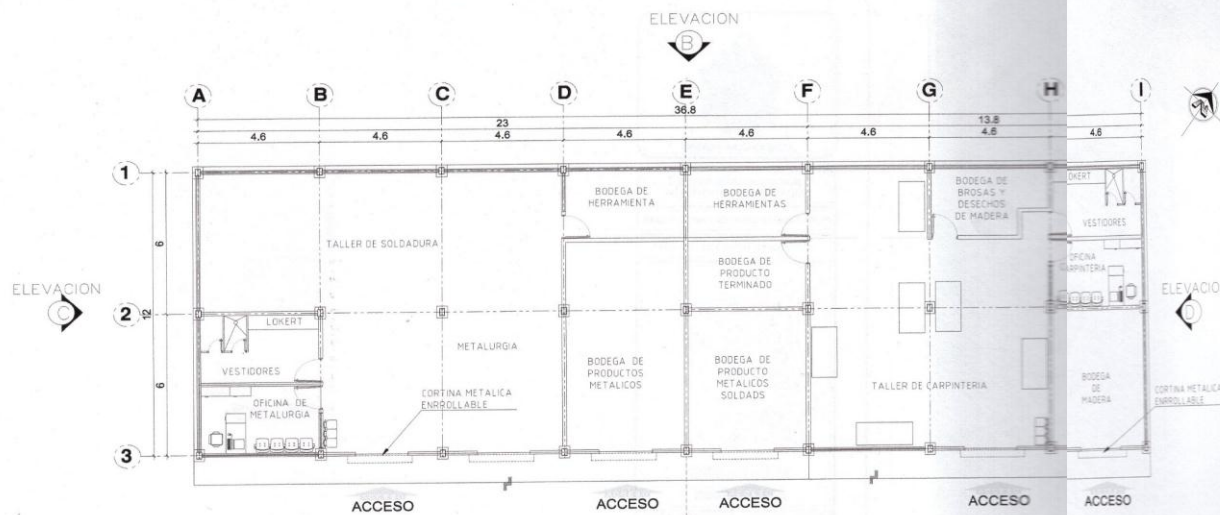 ELEVACION
B
A B C D E F G H I
36.8
23 13.8
4.6 4.6 4.6 4.6 4.6 4.6 4.6 4.6
1
BODEGA DE
HERRAMIENTA
BODEGA DE
HERRAMIENTAS
BODEGA DE
BROSAS Y
DESECHOS
DE MADERA
LOKERT
VESTIDORES
6
TALLER DE SOLDADURA
BODEGA DE
PRODUCTO
TERMINADO
OFICINA
CARPINTERIA
ELEVACION
C
12
2
ELEVACIO
D
LOKERT
VESTIDORES
METALURGIA
6
BODEGA DE
PRODUCTOS
METALICOS
BODEGA DE
PRODUCTO
METALICOS
SOLDADS
TALLER DE CARPINTERIA
BODEGA
DE
MADERA
OFICINA DE
METALURGIA
CORTINA METALICA
ENRROLLABLE
CORTINA METALICA
ENRROLLABLE
3
ACCESO ACCESO ACCESO ACCESO ACCESO